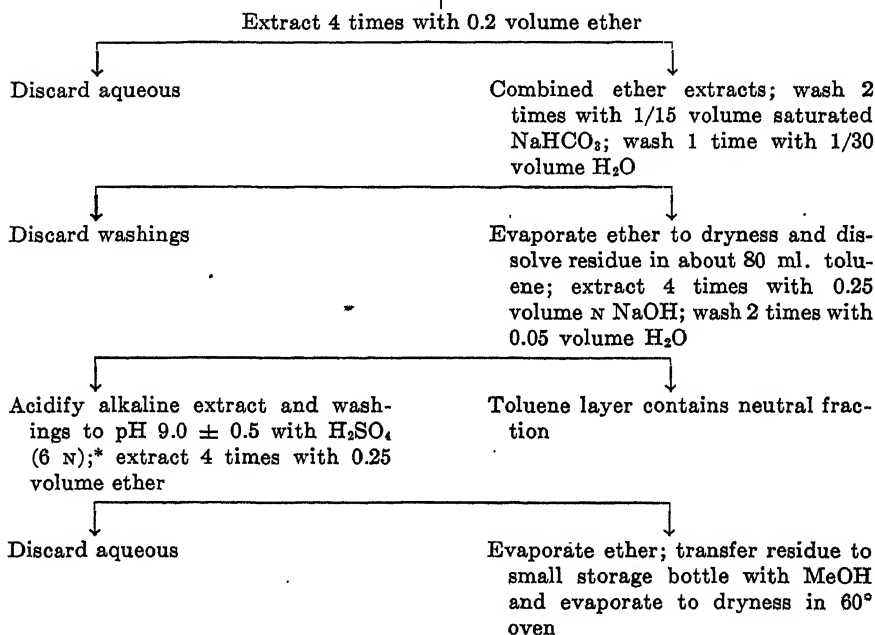 Extract 4 times with 0.2 volume ether
Discard aqueous
Combined ether extracts; wash 2
times with 1/15 volume saturated
NaHCO₃; wash 1 time with 1/30
volume H₂O
Discard washings
Evaporate ether to dryness and dis-
solve residue in about 80 ml. tolu-
ene; extract 4 times with 0.25
volume N NaOH; wash 2 times with
0.05 volume H₂O
Acidify alkaline extract and wash-
ings to pH 9.0 ± 0.5 with H₂SO₄
(6 N);* extract 4 times with 0.25
volume ether
Toluene layer contains neutral frac-
tion
Discard aqueous
Evaporate ether; transfer residue to
small storage bottle with MeOH
and evaporate to dryness in 60°
oven